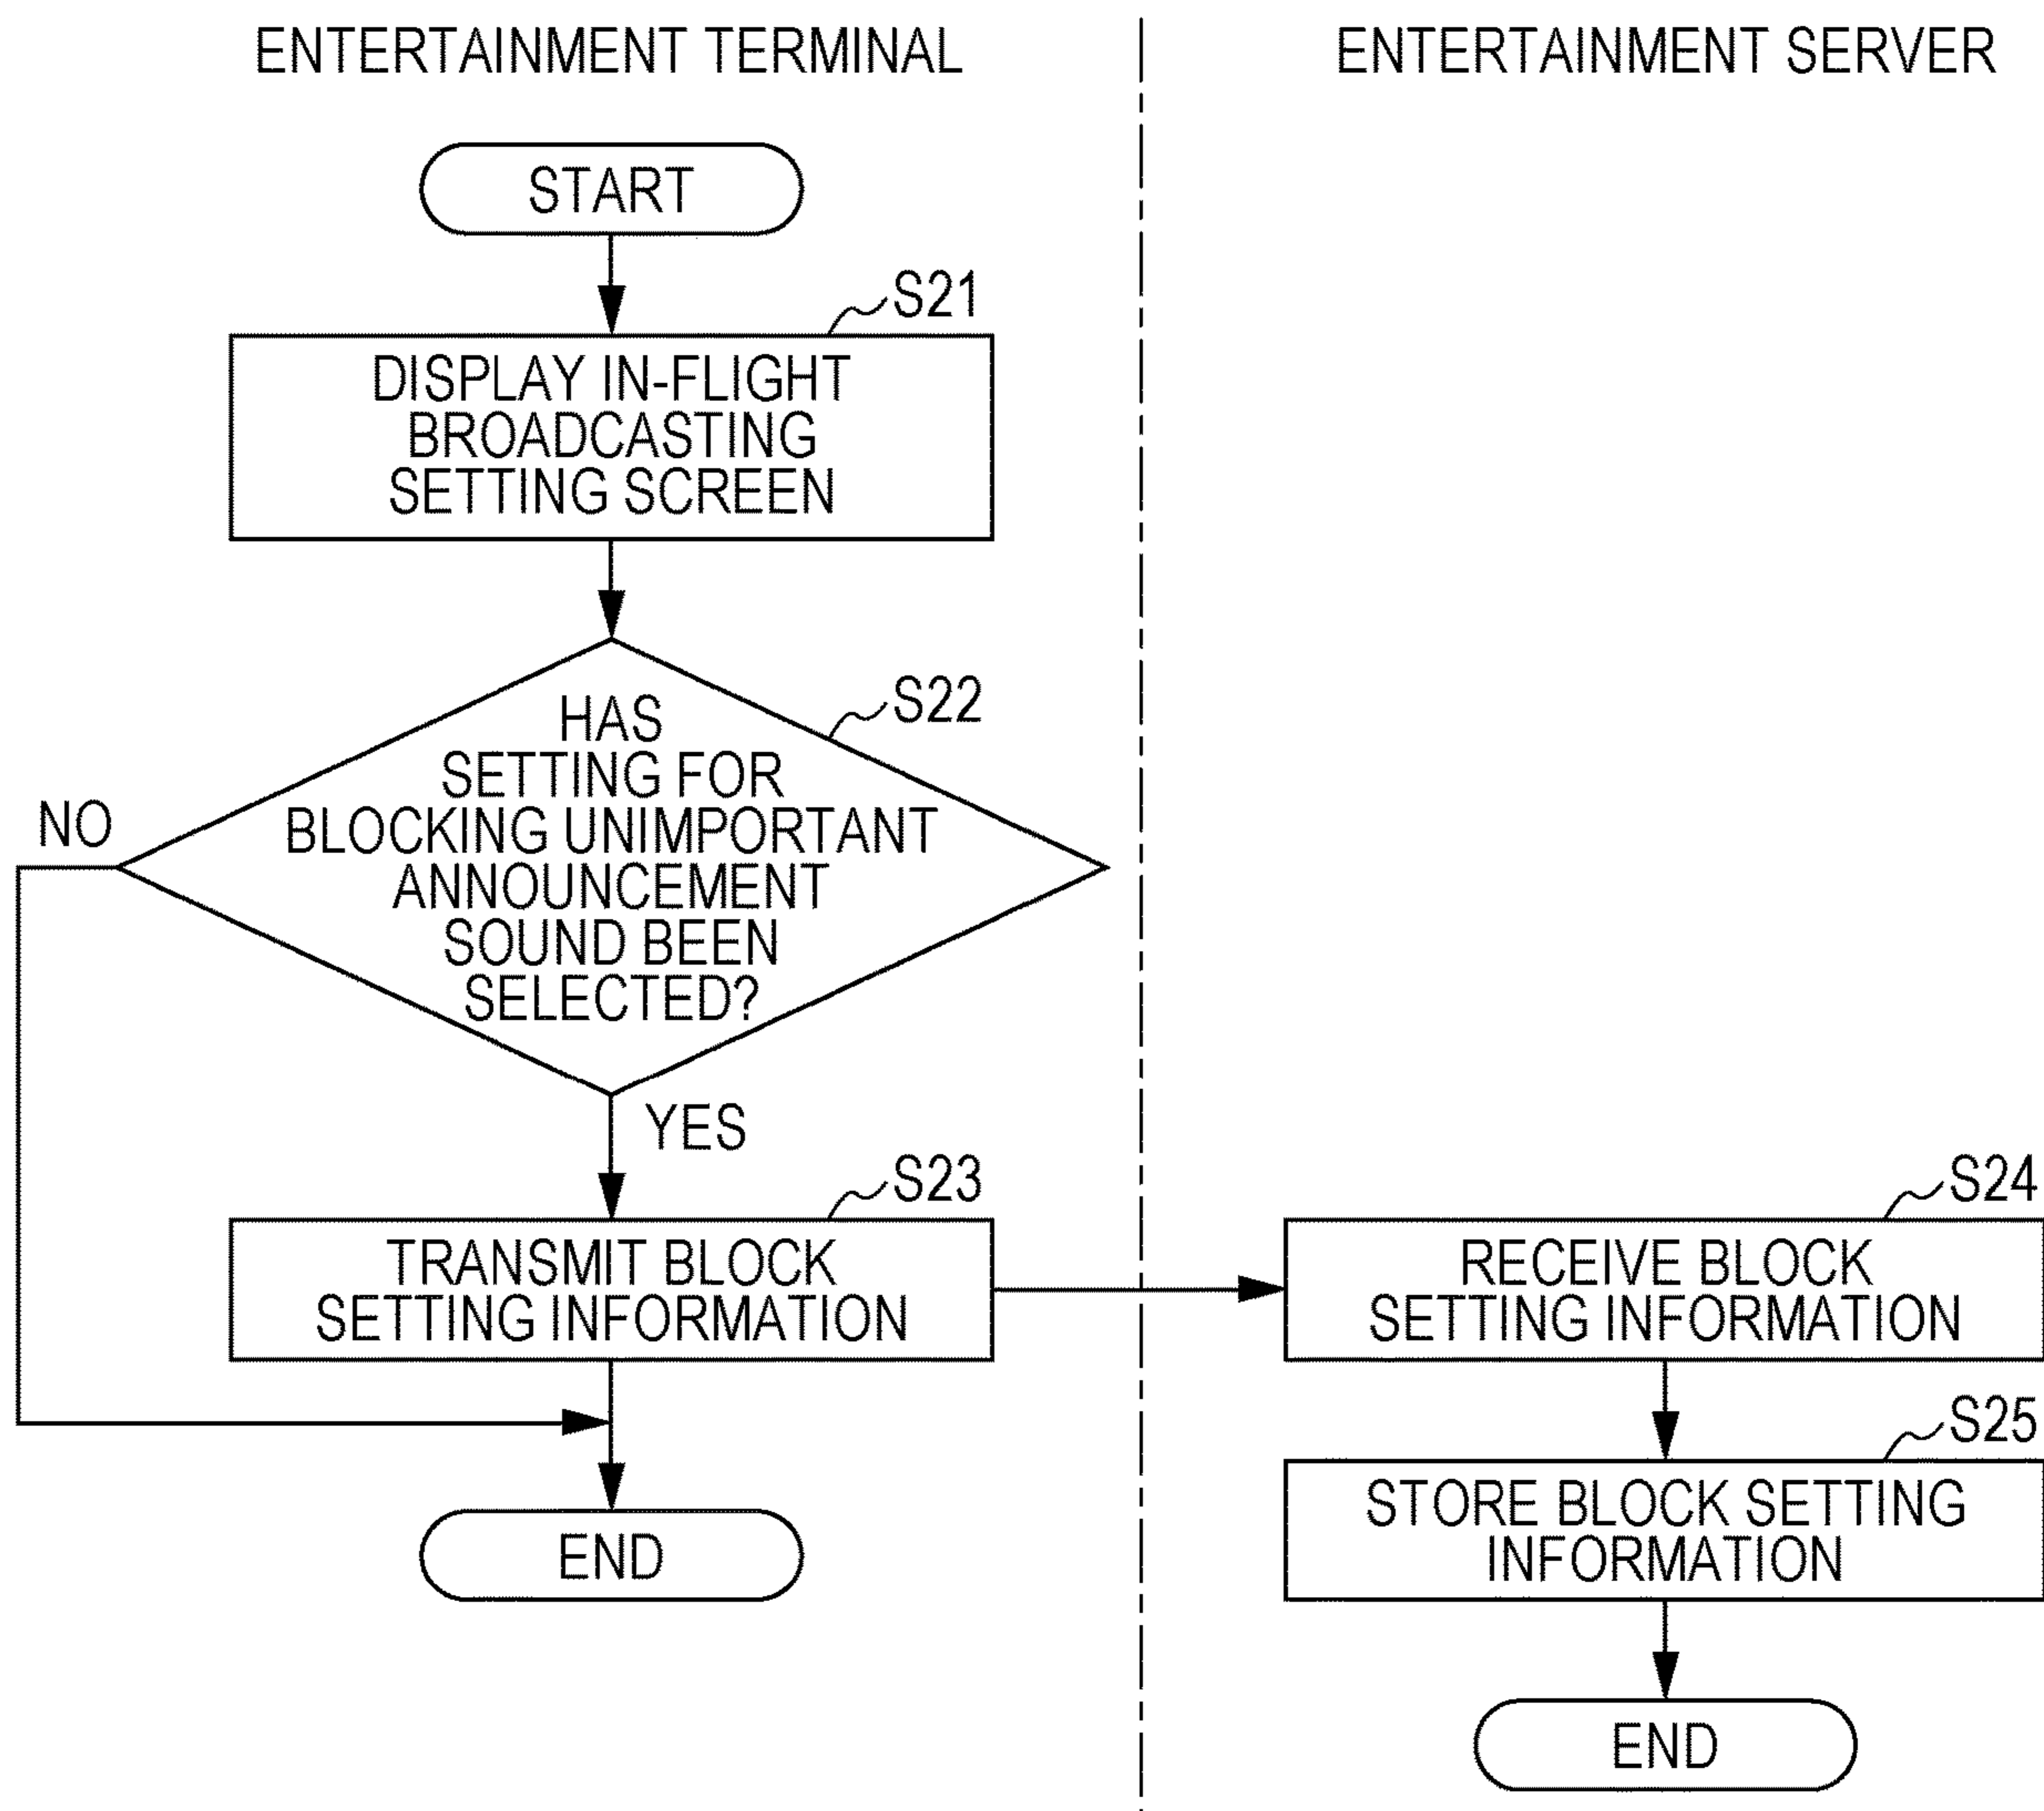 ENTERTAINMENT TERMINAL
ENTERTAINMENT SERVER
START
S21
DISPLAY IN-FLIGHT
BROADCASTING
SETTING SCREEN
S22
HAS
SETTING FOR
BLOCKING UNIMPORTANT
ANNOUNCEMENT
SOUND BEEN
SELECTED?
NO
YES
S23
TRANSMIT BLOCK
SETTING INFORMATION
S24
RECEIVE BLOCK
SETTING INFORMATION
S25
STORE BLOCK SETTING
INFORMATION
END
END